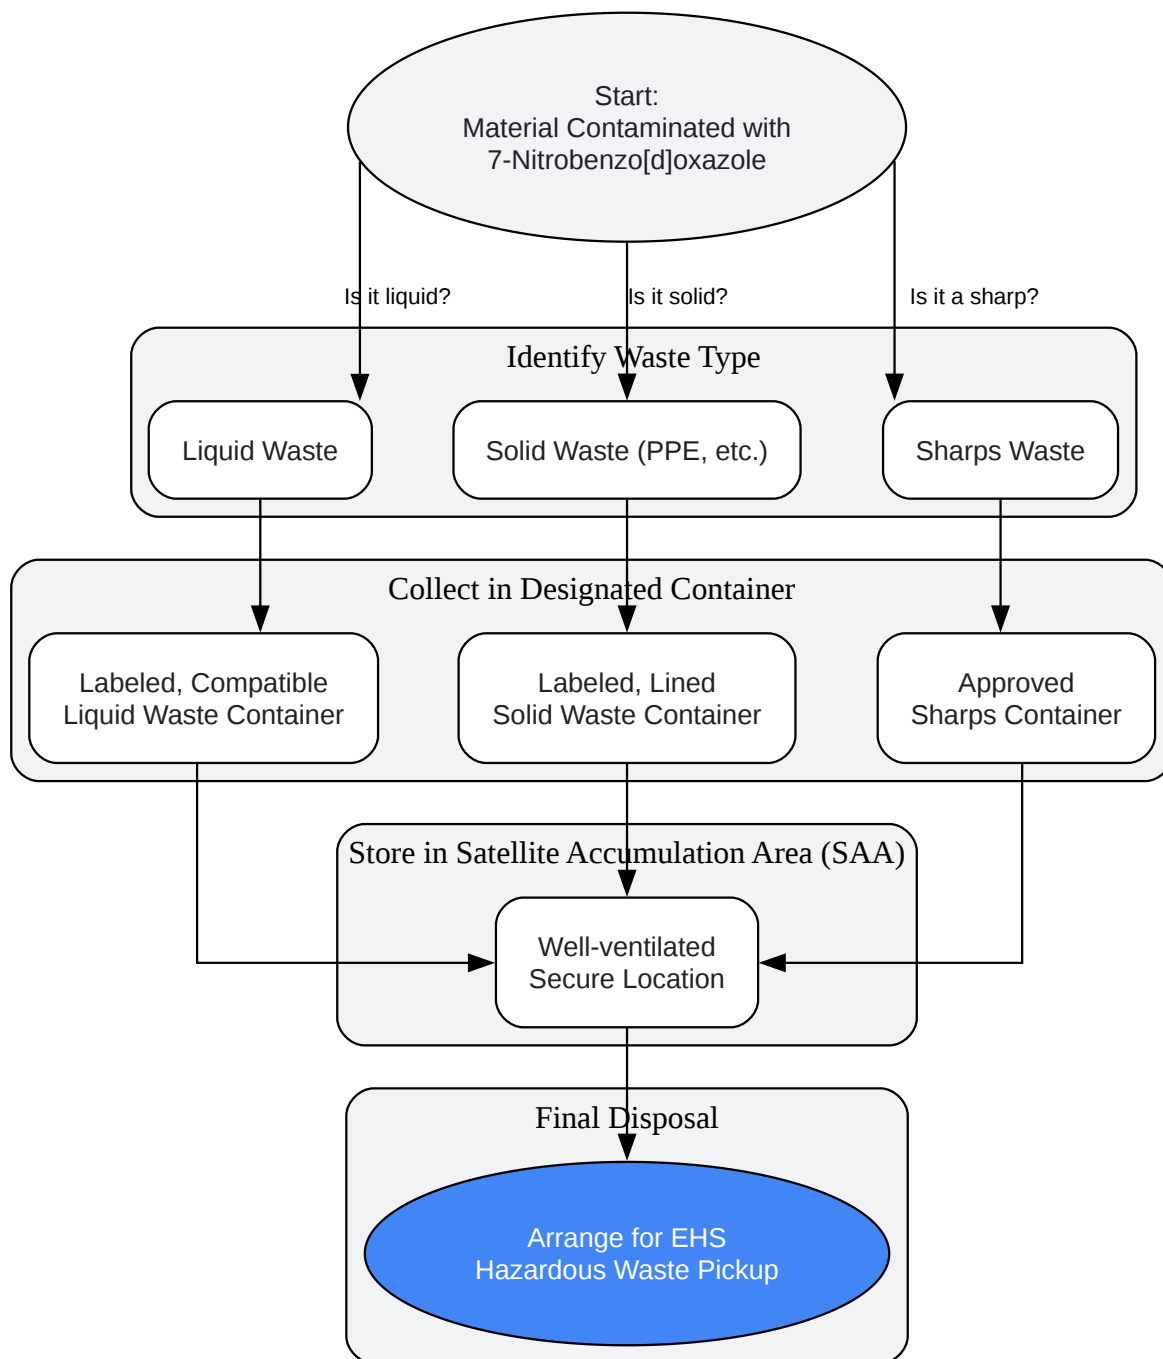 Start:
Material Contaminated with
7-Nitrobenzo[d]oxazole
Is it liquid?
Is it solid?
Is it a sharp?
Identify Waste Type
Liquid Waste
Solid Waste (PPE, etc.)
Sharps Waste
Collect in Designated Container
Labeled, Compatible
Liquid Waste Container
Labeled, Lined
Solid Waste Container
Approved
Sharps Container
Store in Satellite Accumulation Area (SAA)
Well-ventilated
Secure Location
Final Disposal
Arrange for EHS
Hazardous Waste Pickup